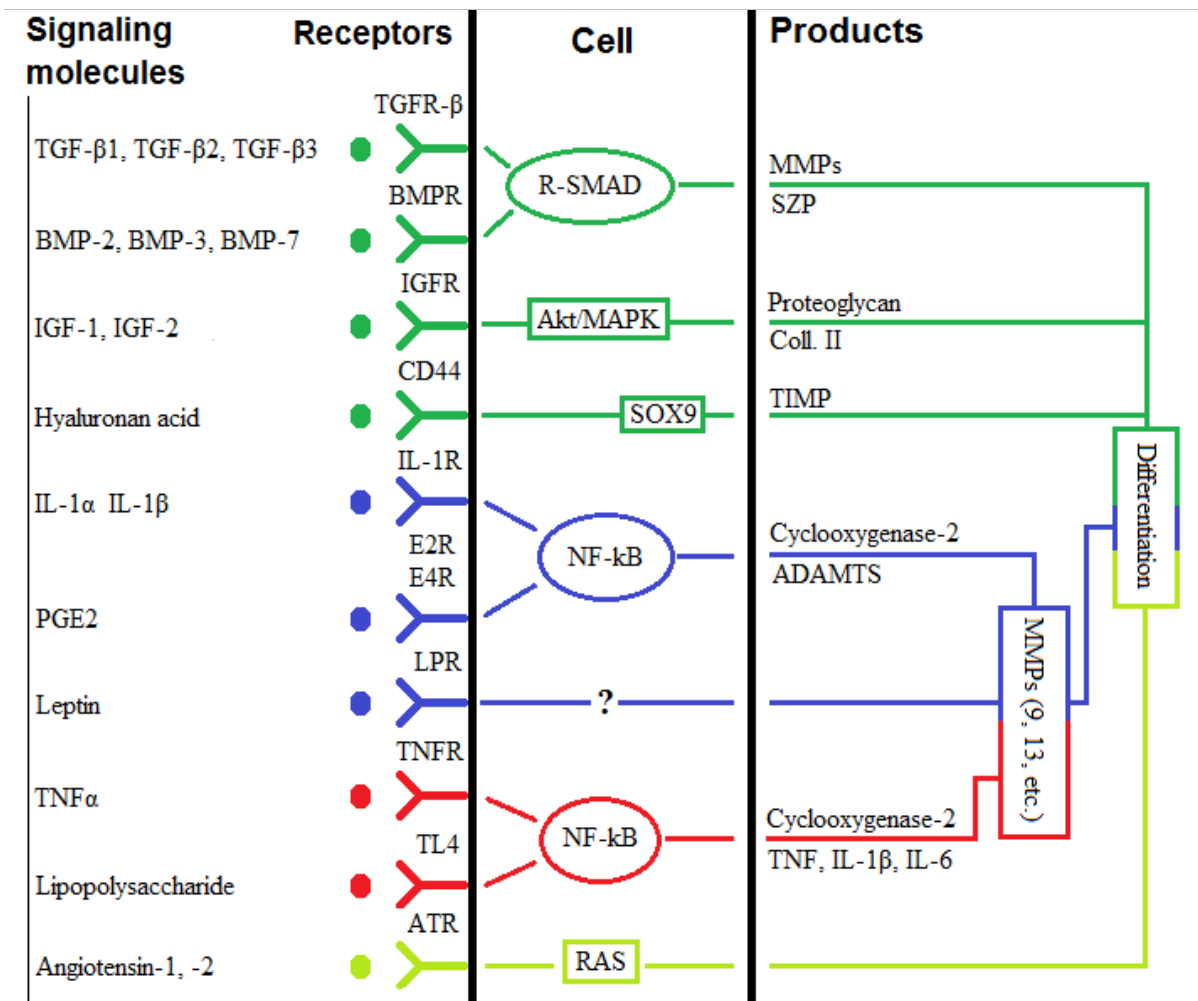 Signaling
molecules
Receptors
Cell
Products
TGFR-β
TGF-β1, TGF-β2, TGF-β3
R-SMAD
MMPs
SZP
BMPR
BMP-2, BMP-3, BMP-7
IGFR
IGF-1, IGF-2
Akt/MAPK
Proteoglycan
Coll. II
CD44
Hyaluronan acid
SOX9
TIMP
Differentiation
IL-1R
IL-1α IL-1β
E2R
E4R
NF-kB
Cyclooxygenase-2
ADAMTS
PGE2
MMPs (9, 13, etc.)
LPR
Leptin
?
TNFR
TNFα
TL4
NF-kB
Cyclooxygenase-2
TNF, IL-1β, IL-6
Lipopolysaccharide
ATR
Angiotensin-1, -2
RAS